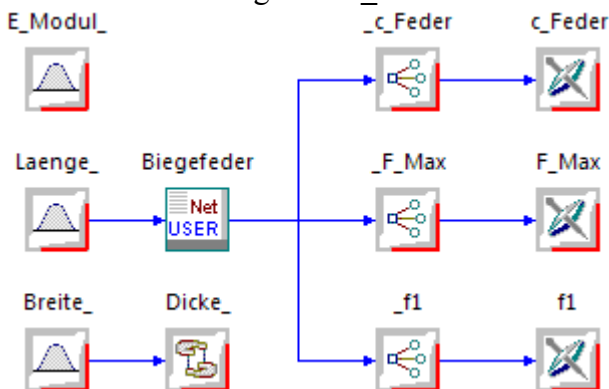 E_Modul_ _c_Feder c_Feder
Laenge_ Biegefeder _F_Max F_Max
Net
USER
Breite_ Dicke_ _f1 f1